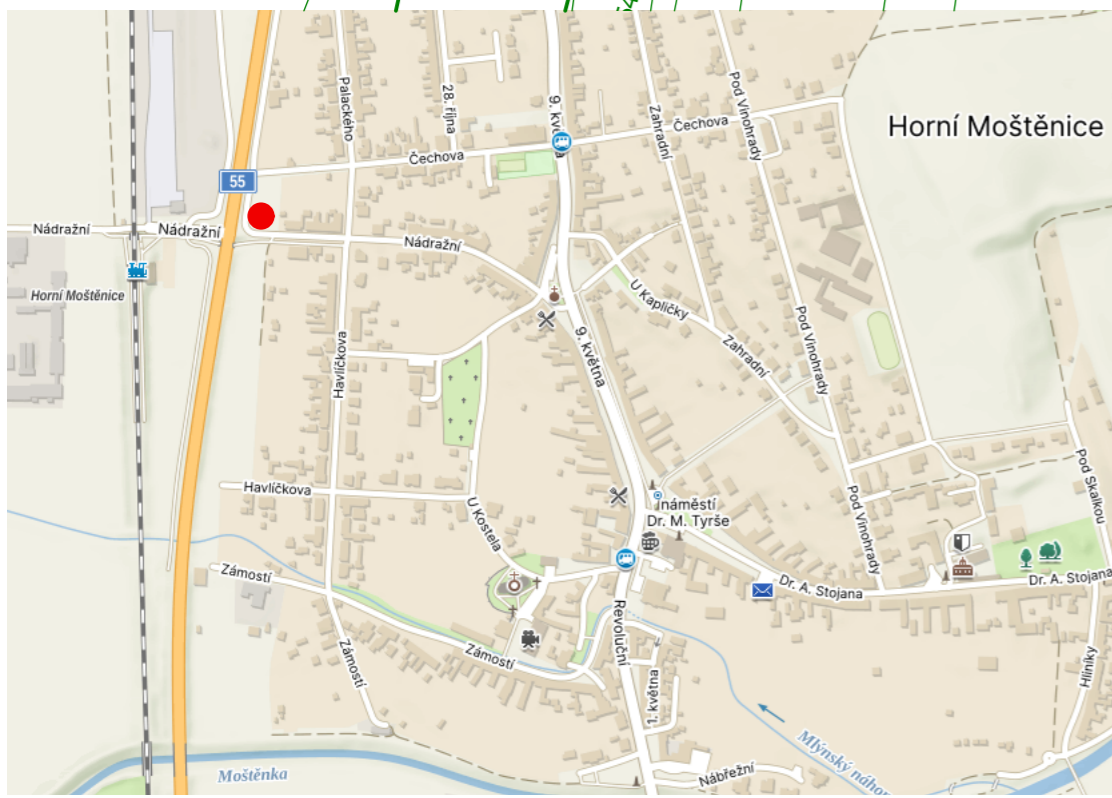 Palackého
28. října
9. května
Zahradní
Pod Vinohrady
Čechova
Čechova
Horní Moštěnice
55
Nádražní
Nádražní
Nádražní
Horní Moštěnice
U Kapličky
9. května
Zahradní
Pod Vinohrady
Havlíčkova
Havlíčkova
U Kostela
náměstí
Dr. M. Tyrše
Pod Vinohrady
Pod Skalkou
Zámostí
Dr. A. Stojana
Dr. A. Stojana
Revoluční
Zámostí
Zámostí
1. května
Hliníky
Mlýnský náhon
Moštěnka
Nábřežní